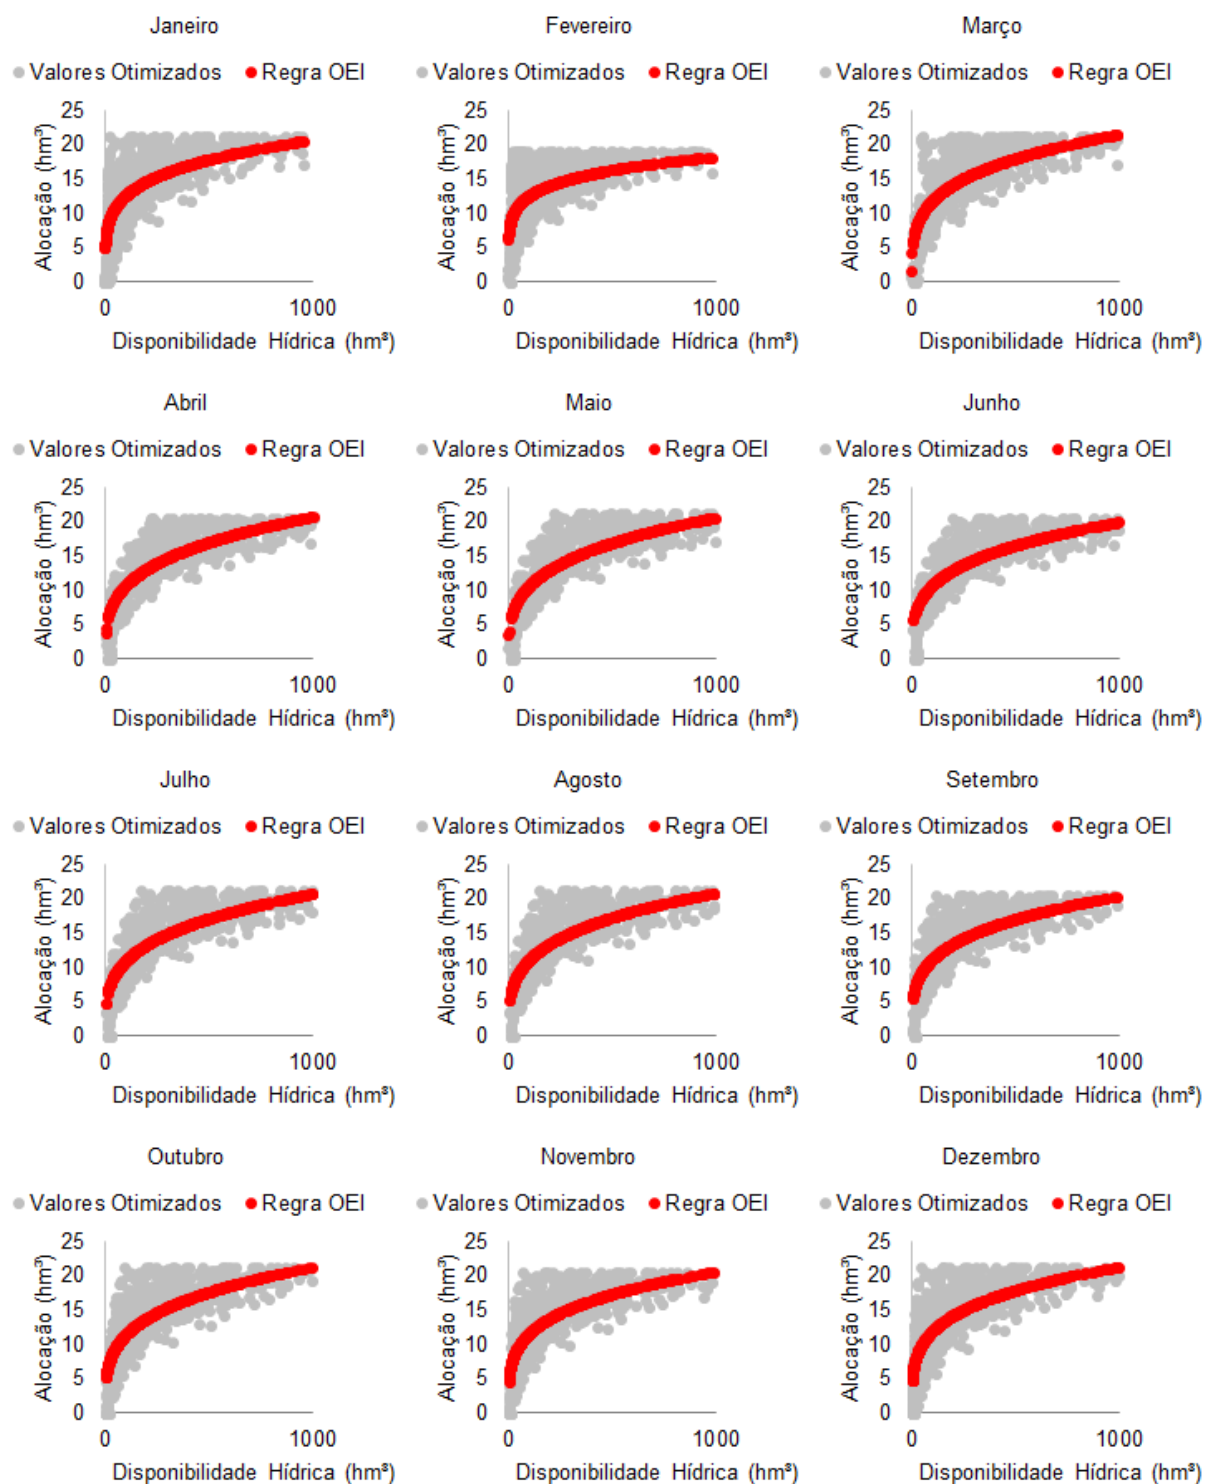 Janeiro
Valores Otimizados Regra OEI
25
20
15
10
5
0
Alocação (hm³)
0 1000
Disponibilidade Hídrica (hm³)
Fevereiro
Valores Otimizados Regra OEI
25
20
15
10
5
0
Alocação (hm³)
0 1000
Disponibilidade Hídrica (hm³)
Março
Valores Otimizados Regra OEI
25
20
15
10
5
0
Alocação (hm³)
0 1000
Disponibilidade Hídrica (hm³)
Abril
Valores Otimizados Regra OEI
25
20
15
10
5
0
Alocação (hm³)
0 1000
Disponibilidade Hídrica (hm³)
Maio
Valores Otimizados Regra OEI
25
20
15
10
5
0
Alocação (hm³)
0 1000
Disponibilidade Hídrica (hm³)
Junho
Valores Otimizados Regra OEI
25
20
15
10
5
0
Alocação (hm³)
0 1000
Disponibilidade Hídrica (hm³)
Julho
Valores Otimizados Regra OEI
25
20
15
10
5
0
Alocação (hm³)
0 1000
Disponibilidade Hídrica (hm³)
Agosto
Valores Otimizados Regra OEI
25
20
15
10
5
0
Alocação (hm³)
0 1000
Disponibilidade Hídrica (hm³)
Setembro
Valores Otimizados Regra OEI
25
20
15
10
5
0
Alocação (hm³)
0 1000
Disponibilidade Hídrica (hm³)
Outubro
Valores Otimizados Regra OEI
25
20
15
10
5
0
Alocação (hm³)
0 1000
Disponibilidade Hídrica (hm³)
Novembro
Valores Otimizados Regra OEI
25
20
15
10
5
0
Alocação (hm³)
0 1000
Disponibilidade Hídrica (hm³)
Dezembro
Valores Otimizados Regra OEI
25
20
15
10
5
0
Alocação (hm³)
0 1000
Disponibilidade Hídrica (hm³)